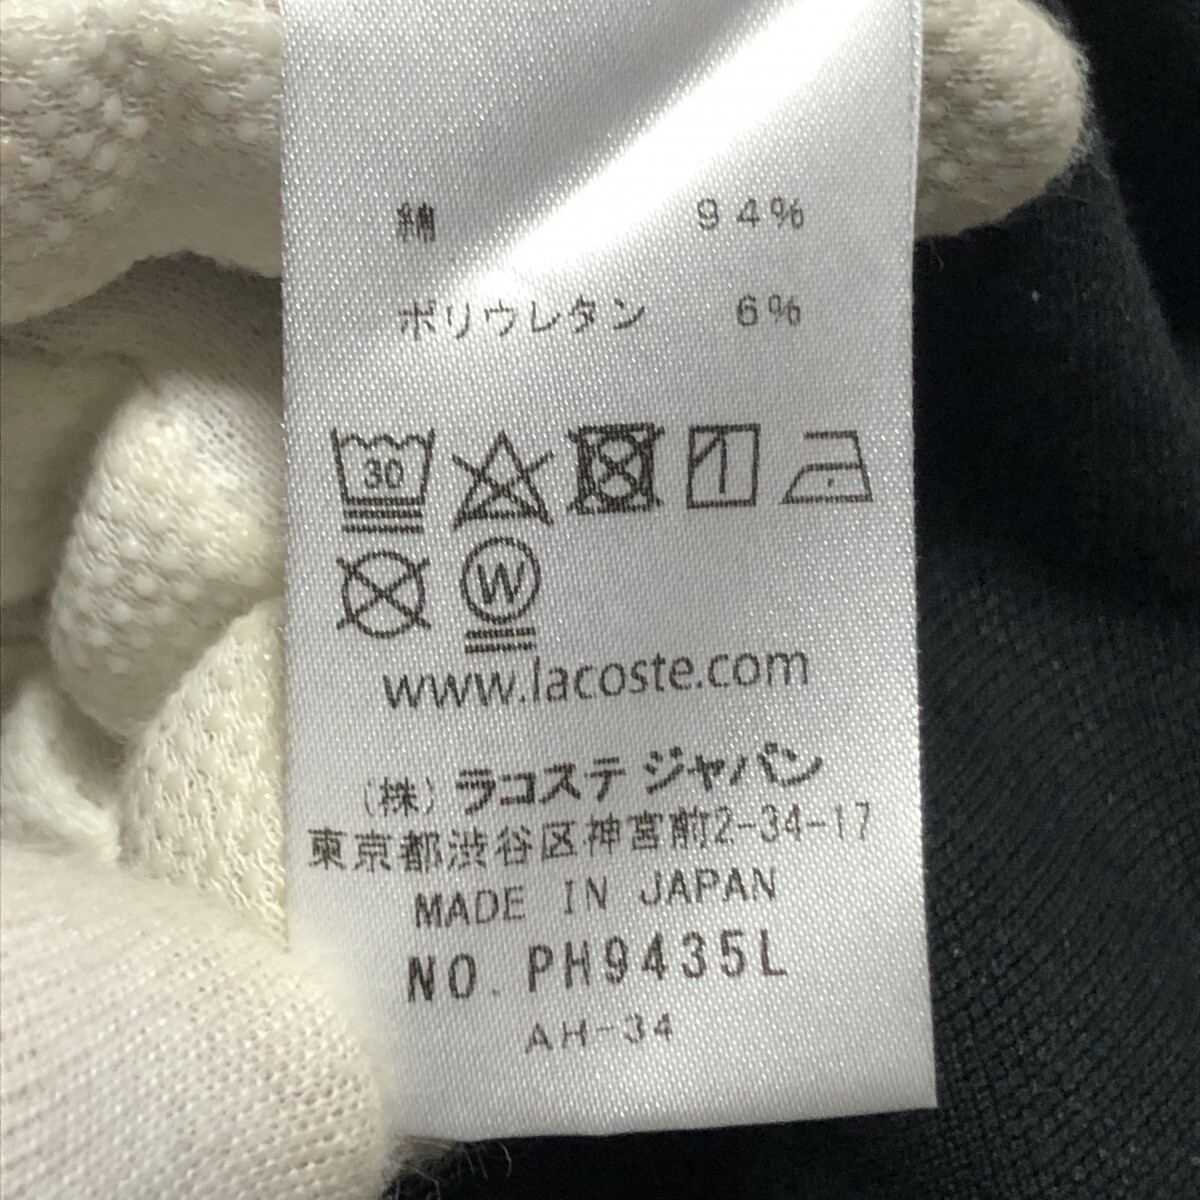 綿 94%
ポリウレタン 6%
30
W
www.lacoste.com
(株) ラコステ ジャパン
東京都渋谷区神宮前2-34-17
MADE IN JAPAN
NO. PH9435L
AH-34